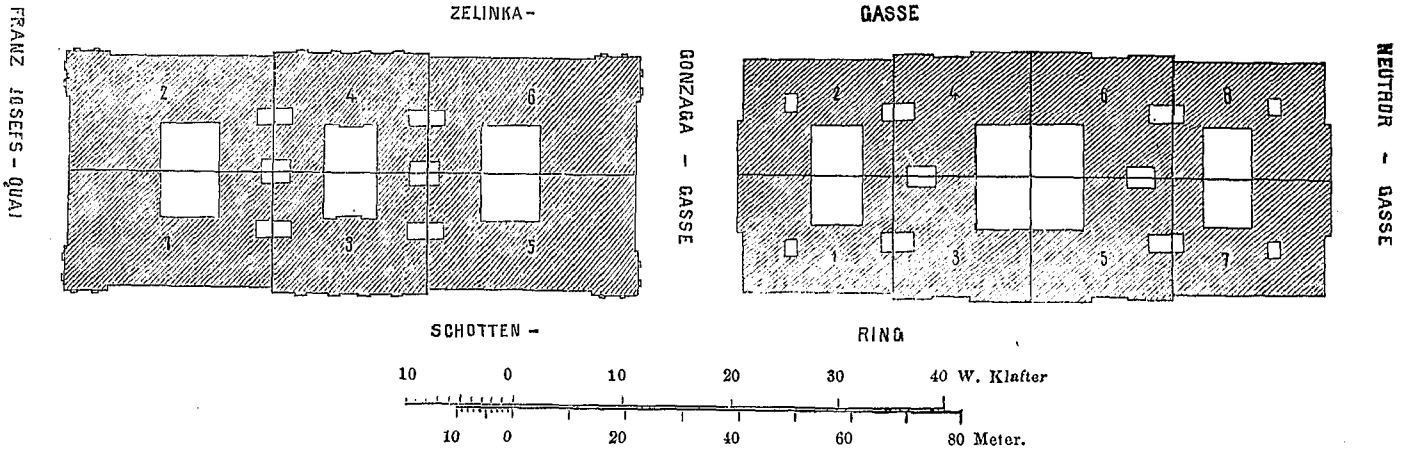 ZELINKA - GASSE
FRANZ JOSEFS - QUAI
GONZAGA - GASSE
NEUTHOR - GASSE
2 4 6
1 3 5
2 4 6 8
1 3 5 7
SCHOTTEN - RING
10 0 10 20 30 40 W. Klafter
10 0 20 40 60 80 Meter.